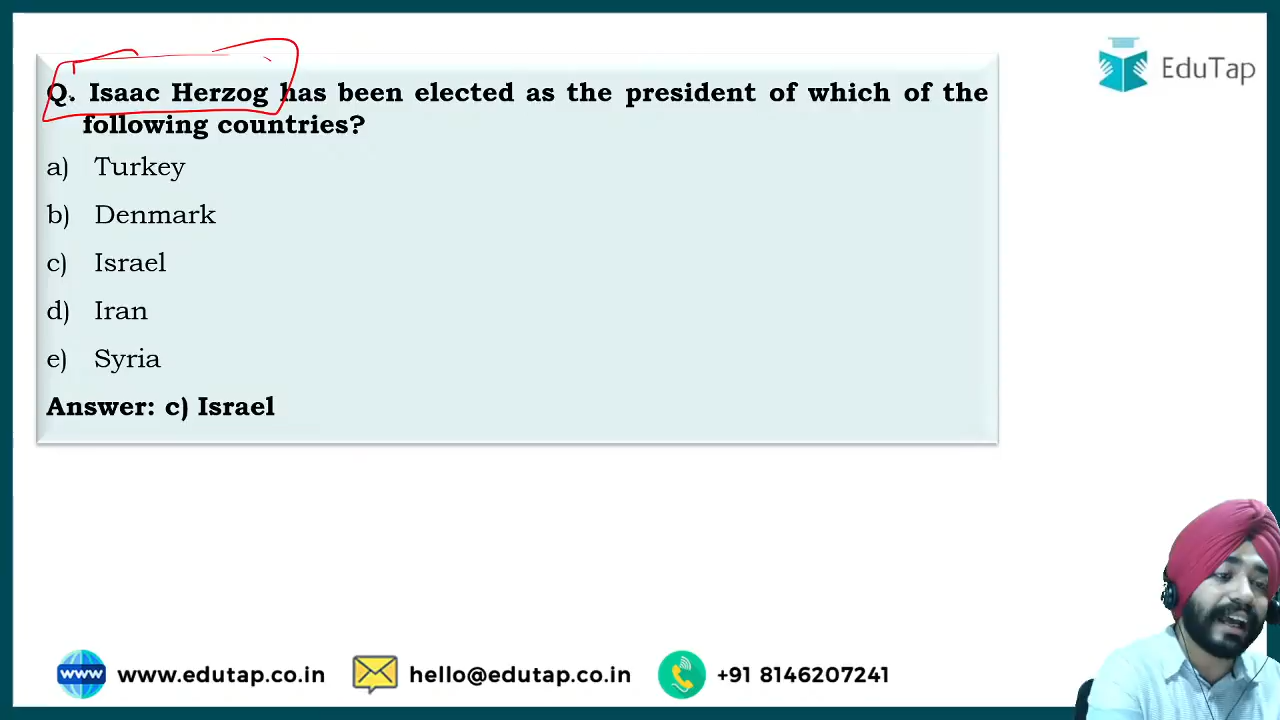 EduTap
Q. Isaac Herzog has been elected as the president of which of the
following countries?
a) Turkey
b) Denmark
c) Israel
d) Iran
e) Syria
Answer: c) Israel
www www.edutap.co.in hello@edutap.co.in +91 8146207241